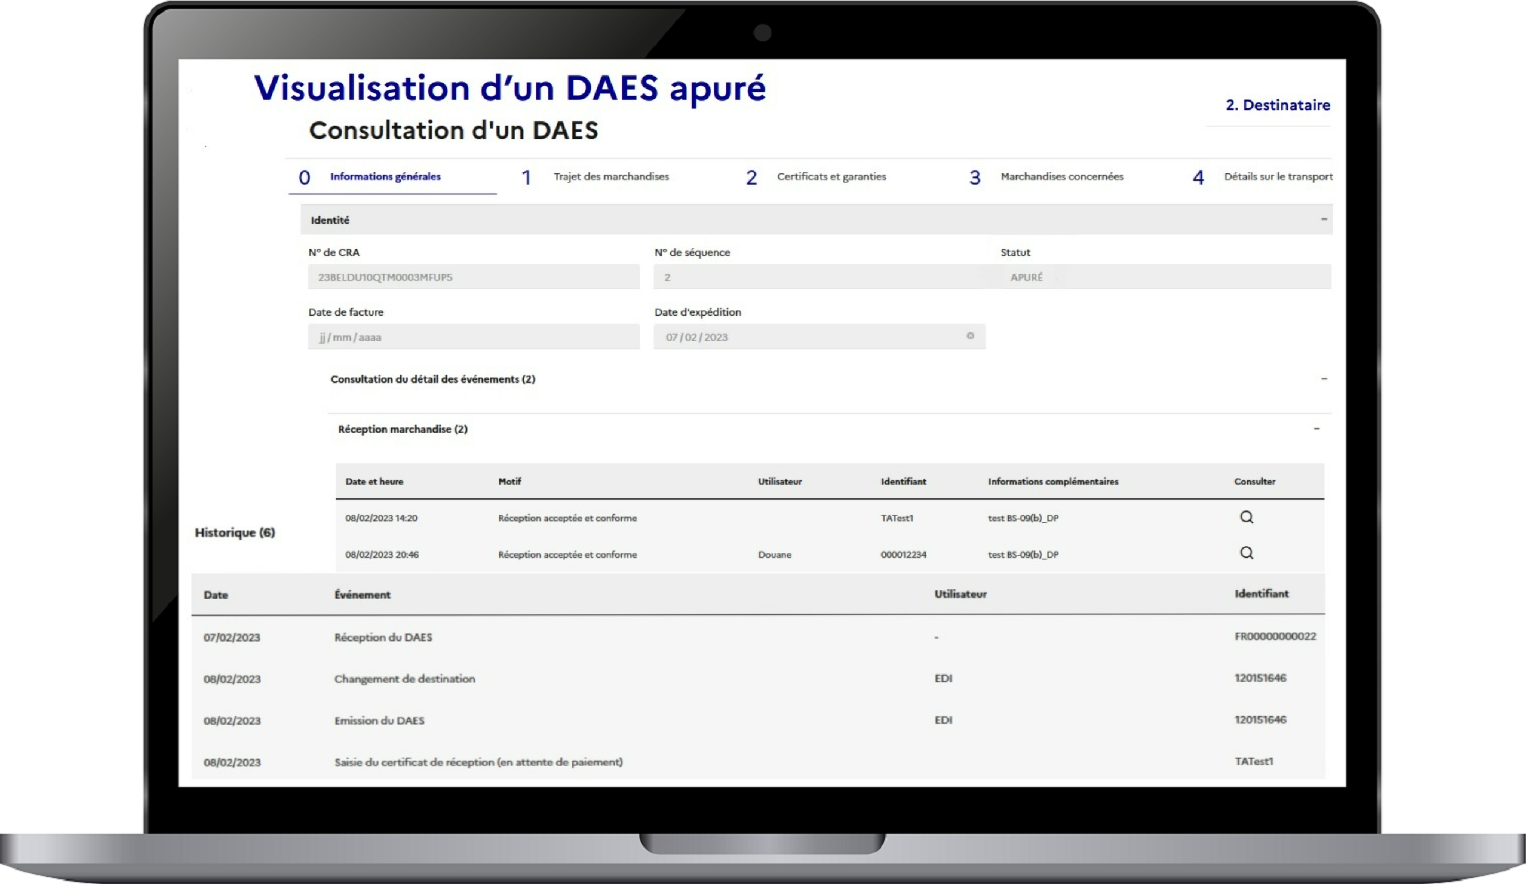 Visualisation d'un DAES apuré
2. Destinataire
Consultation d'un DAES
0 Informations générales 1 Trajet des marchandises 2 Certificats et garanties 3 Marchandises concernées 4 Détails sur le transport
Identité –
N° de CRA N° de séquence Statut
23BELDU10QTM0003MFUP5 2 APURÉ
Date de facture Date d'expédition
jj/mm/aaaa 07/02/2023
Consultation du détail des événements (2) –
Réception marchandise (2) –
Date et heure Motif Utilisateur Identifiant Informations complémentaires Consulter
08/02/2023 14:20 Réception acceptée et conforme TATest1 test BS-09(b)_DP
Historique (6)
08/02/2023 20:46 Réception acceptée et conforme Douane 000012234 test BS-09(b)_DP
Date Événement Utilisateur Identifiant
07/02/2023 Réception du DAES - FR00000000022
08/02/2023 Changement de destination EDI 120151646
08/02/2023 Emission du DAES EDI 120151646
08/02/2023 Saisie du certificat de réception (en attente de paiement) TATest1